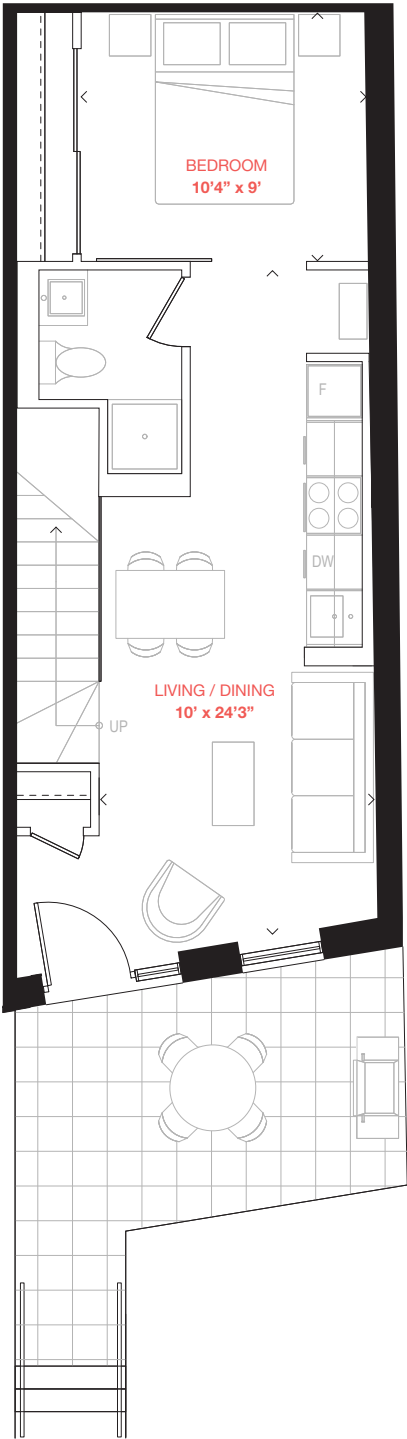 BEDROOM
10’4” x 9’
F
DW
LIVING / DINING
10’ x 24’3”
UP